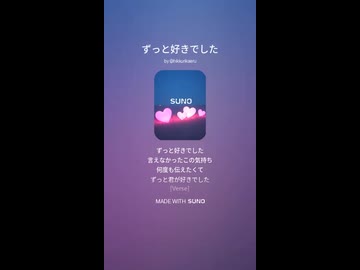 ずっと好きでした
SUNO
ずっと好きでした
言えなかったこの気持ち
何度も伝えたくて
ずっと君が好きでした
[Verse]
MADE WITH SUNO